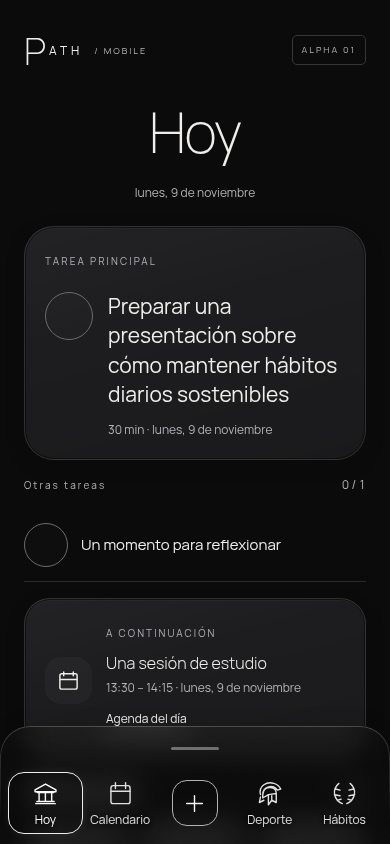 PATH / MOBILE
ALPHA 01
Hoy
lunes, 9 de noviembre
TAREA PRINCIPAL
Preparar una
presentación sobre
cómo mantener hábitos
diarios sostenibles
30 min · lunes, 9 de noviembre
Otras tareas
0 / 1
Un momento para reflexionar
A CONTINUACIÓN
Una sesión de estudio
13:30 – 14:15 · lunes, 9 de noviembre
Agenda del día
Hoy
Calendario
Deporte
Hábitos